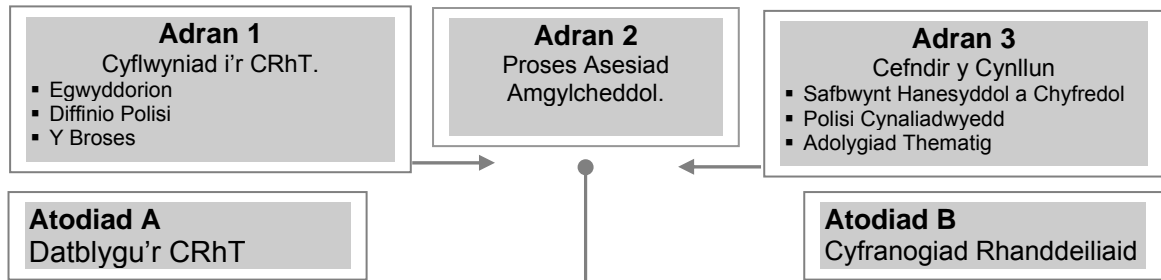 Adran 1
Cyflwyniad i'r CRhT.
▪ Egwyddorion
▪ Diffinio Polisi
▪ Y Broses
Adran 2
Proses Asesiad
Amgylcheddol.
Adran 3
Cefndir y Cynllun
▪ Safbwynt Hanesyddol a Chyfredol
▪ Polisi Cynaliadwyedd
▪ Adolygiad Thematig
Atodiad A
Datblygu’r CRhT
Atodiad B
Cyfranogiad Rhanddeiliaid